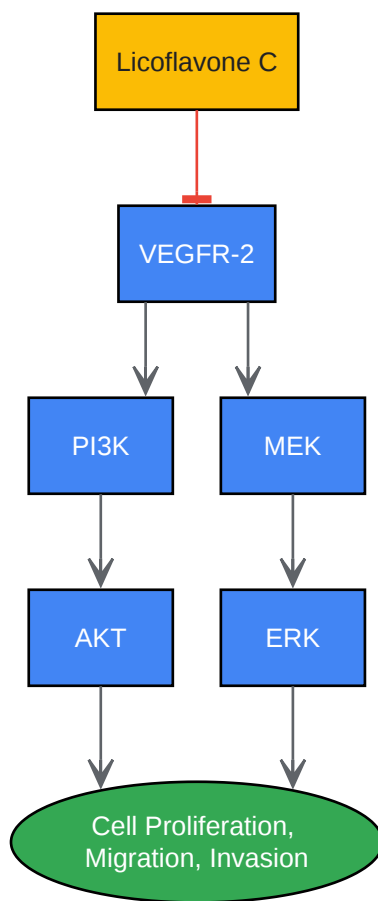 Licoflavone C
VEGFR-2
PI3K
MEK
AKT
ERK
Cell Proliferation,
Migration, Invasion